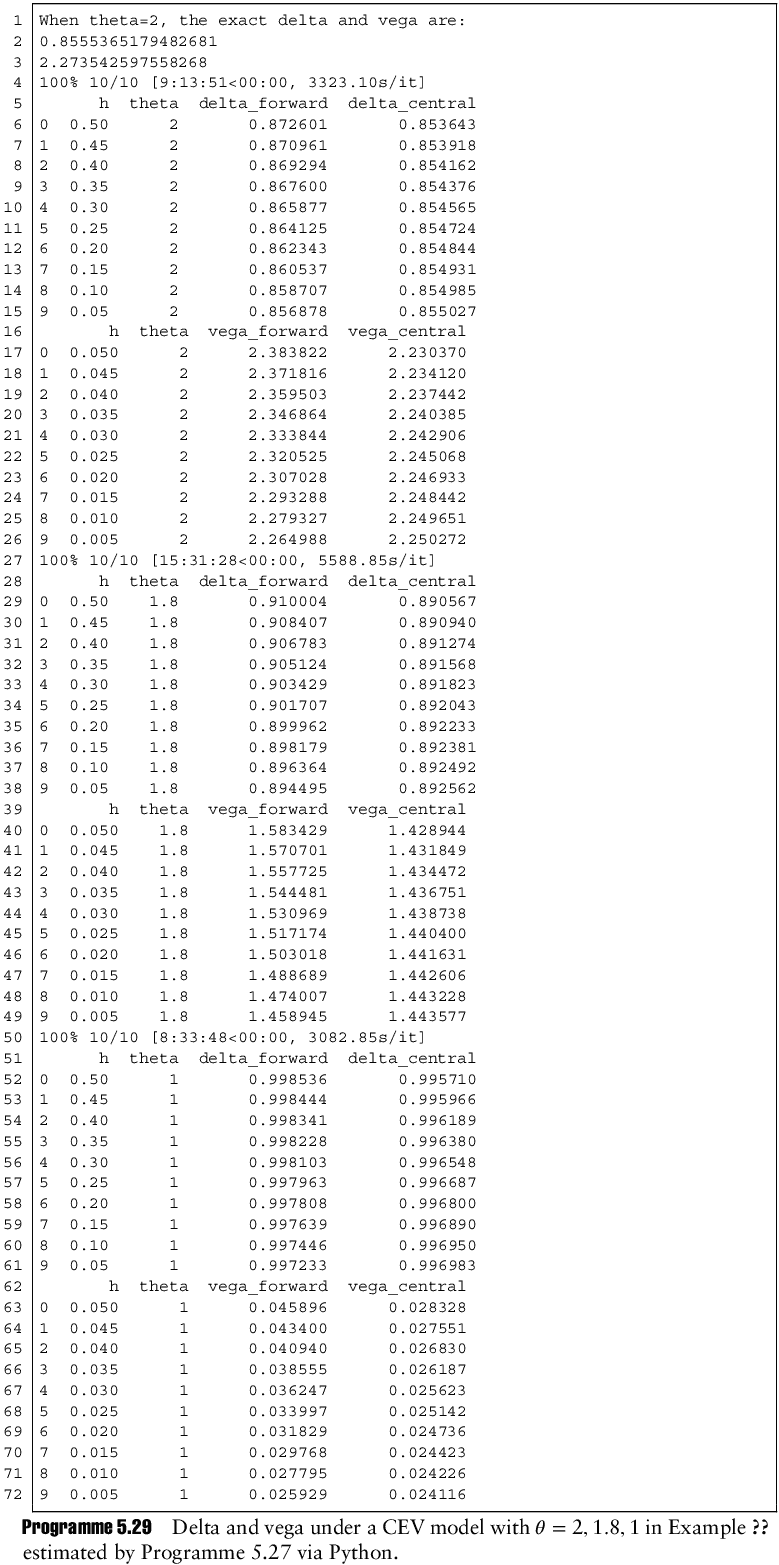 1 When theta=2, the exact delta and vega are:
2 0.8555365179482681
3 2.273542597558268
4 100% 10/10 [9:13:51<00:00, 3323.10s/it]
5 h theta delta_forward delta_central
6 0 0.50 2 0.872601 0.853643
7 1 0.45 2 0.870961 0.853918
8 2 0.40 2 0.869294 0.854162
9 3 0.35 2 0.867600 0.854376
10 4 0.30 2 0.865877 0.854565
11 5 0.25 2 0.864125 0.854724
12 6 0.20 2 0.862343 0.854844
13 7 0.15 2 0.860537 0.854931
14 8 0.10 2 0.858707 0.854985
15 9 0.05 2 0.856878 0.855027
16 h theta vega_forward vega_central
17 0 0.050 2 2.383822 2.230370
18 1 0.045 2 2.371816 2.234120
19 2 0.040 2 2.359503 2.237442
20 3 0.035 2 2.346864 2.240385
21 4 0.030 2 2.333844 2.242906
22 5 0.025 2 2.320525 2.245068
23 6 0.020 2 2.307028 2.246933
24 7 0.015 2 2.293288 2.248442
25 8 0.010 2 2.279327 2.249651
26 9 0.005 2 2.264988 2.250272
27 100% 10/10 [15:31:28<00:00, 5588.85s/it]
28 h theta delta_forward delta_central
29 0 0.50 1.8 0.910004 0.890567
30 1 0.45 1.8 0.908407 0.890940
31 2 0.40 1.8 0.906783 0.891274
32 3 0.35 1.8 0.905124 0.891568
33 4 0.30 1.8 0.903429 0.891823
34 5 0.25 1.8 0.901707 0.892043
35 6 0.20 1.8 0.899962 0.892233
36 7 0.15 1.8 0.898179 0.892381
37 8 0.10 1.8 0.896364 0.892492
38 9 0.05 1.8 0.894495 0.892562
39 h theta vega_forward vega_central
40 0 0.050 1.8 1.583429 1.428944
41 1 0.045 1.8 1.570701 1.431849
42 2 0.040 1.8 1.557725 1.434472
43 3 0.035 1.8 1.544481 1.436751
44 4 0.030 1.8 1.530969 1.438738
45 5 0.025 1.8 1.517174 1.440400
46 6 0.020 1.8 1.503018 1.441631
47 7 0.015 1.8 1.488689 1.442606
48 8 0.010 1.8 1.474007 1.443228
49 9 0.005 1.8 1.458945 1.443577
50 100% 10/10 [8:33:48<00:00, 3082.85s/it]
51 h theta delta_forward delta_central
52 0 0.50 1 0.998536 0.995710
53 1 0.45 1 0.998444 0.995966
54 2 0.40 1 0.998341 0.996189
55 3 0.35 1 0.998228 0.996380
56 4 0.30 1 0.998103 0.996548
57 5 0.25 1 0.997963 0.996687
58 6 0.20 1 0.997808 0.996800
59 7 0.15 1 0.997639 0.996890
60 8 0.10 1 0.997446 0.996950
61 9 0.05 1 0.997233 0.996983
62 h theta vega_forward vega_central
63 0 0.050 1 0.045896 0.028328
64 1 0.045 1 0.043400 0.027551
65 2 0.040 1 0.040940 0.026830
66 3 0.035 1 0.038555 0.026187
67 4 0.030 1 0.036247 0.025623
68 5 0.025 1 0.033997 0.025142
69 6 0.020 1 0.031829 0.024736
70 7 0.015 1 0.029768 0.024423
71 8 0.010 1 0.027795 0.024226
72 9 0.005 1 0.025929 0.024116
Programme 5.29 Delta and vega under a CEV model with θ = 2, 1.8, 1 in Example ??
estimated by Programme 5.27 via Python.